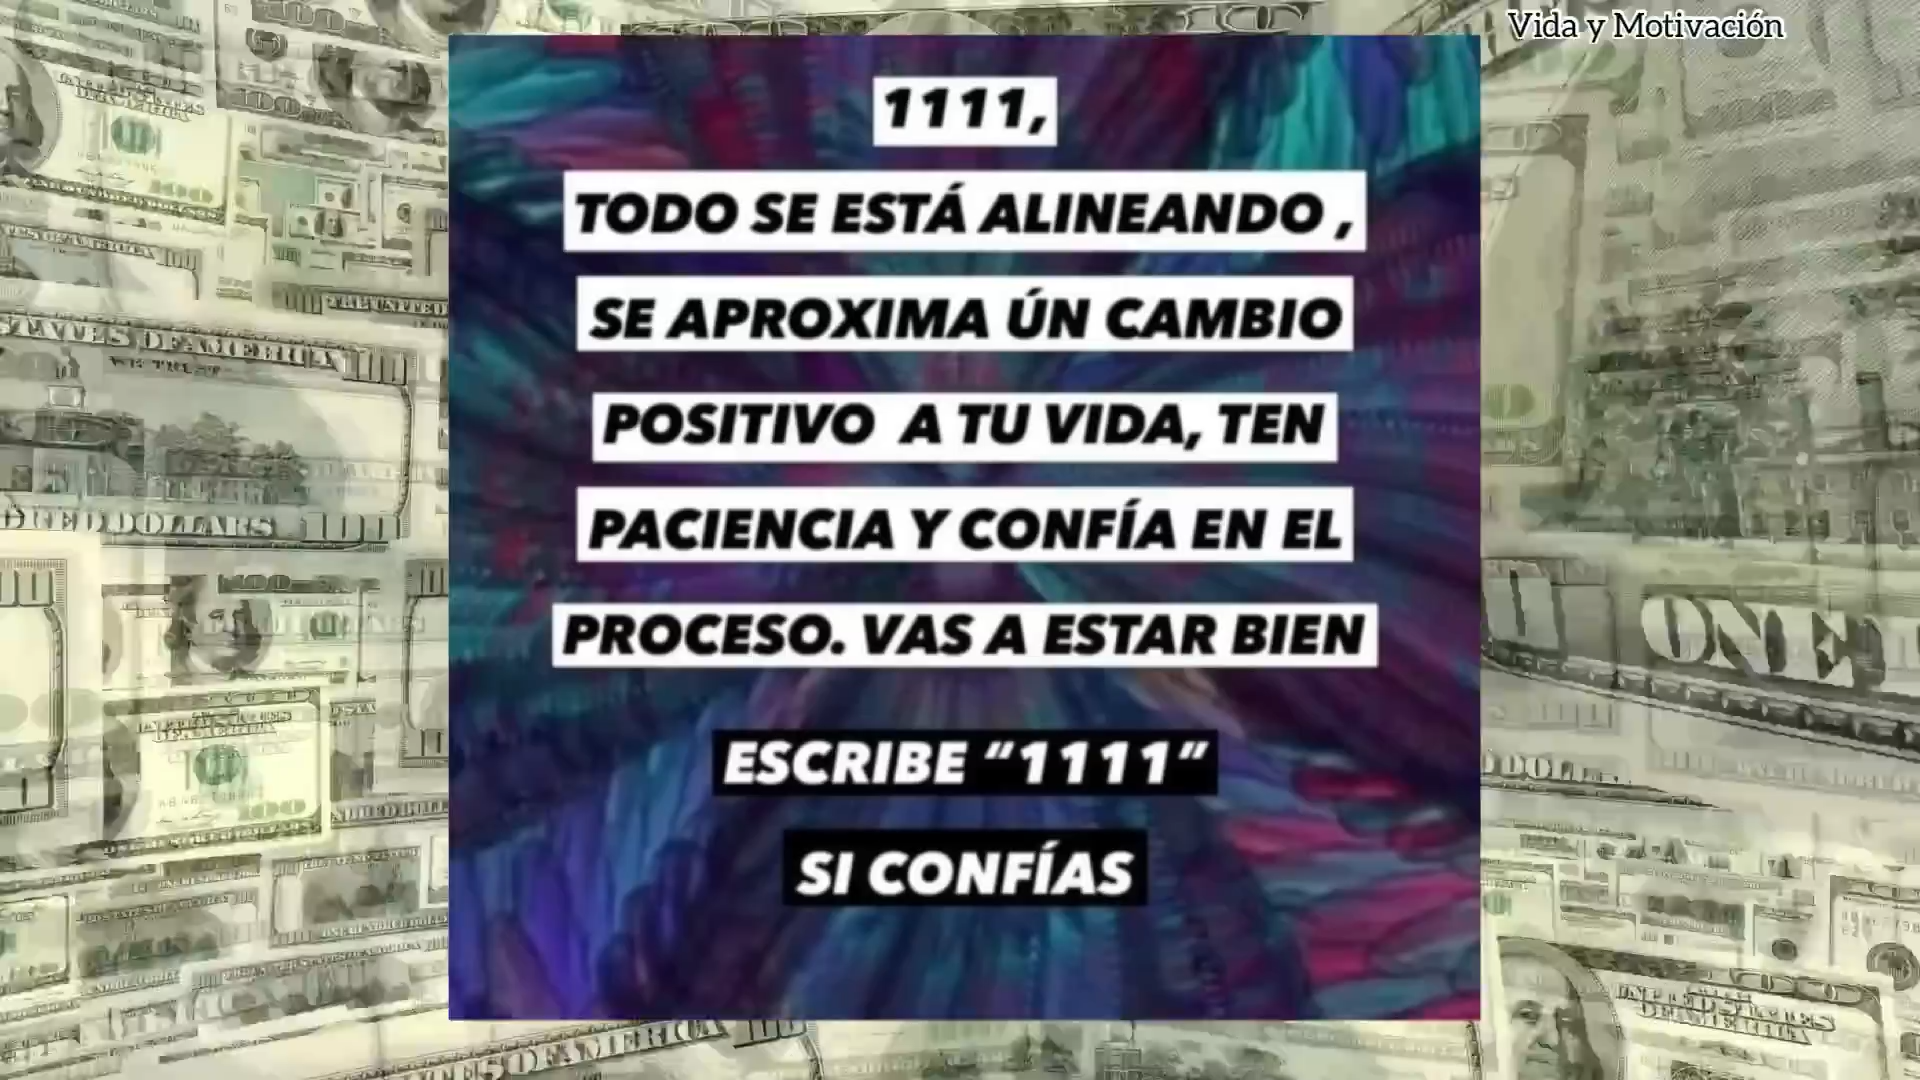 Vida y Motivación
1111,
TODO SE ESTÁ ALINEANDO ,
SE APROXIMA ÚN CAMBIO
POSITIVO A TU VIDA, TEN
PACIENCIA Y CONFÍA EN EL
PROCESO. VAS A ESTAR BIEN
ESCRIBE “1111”
SI CONFÍAS